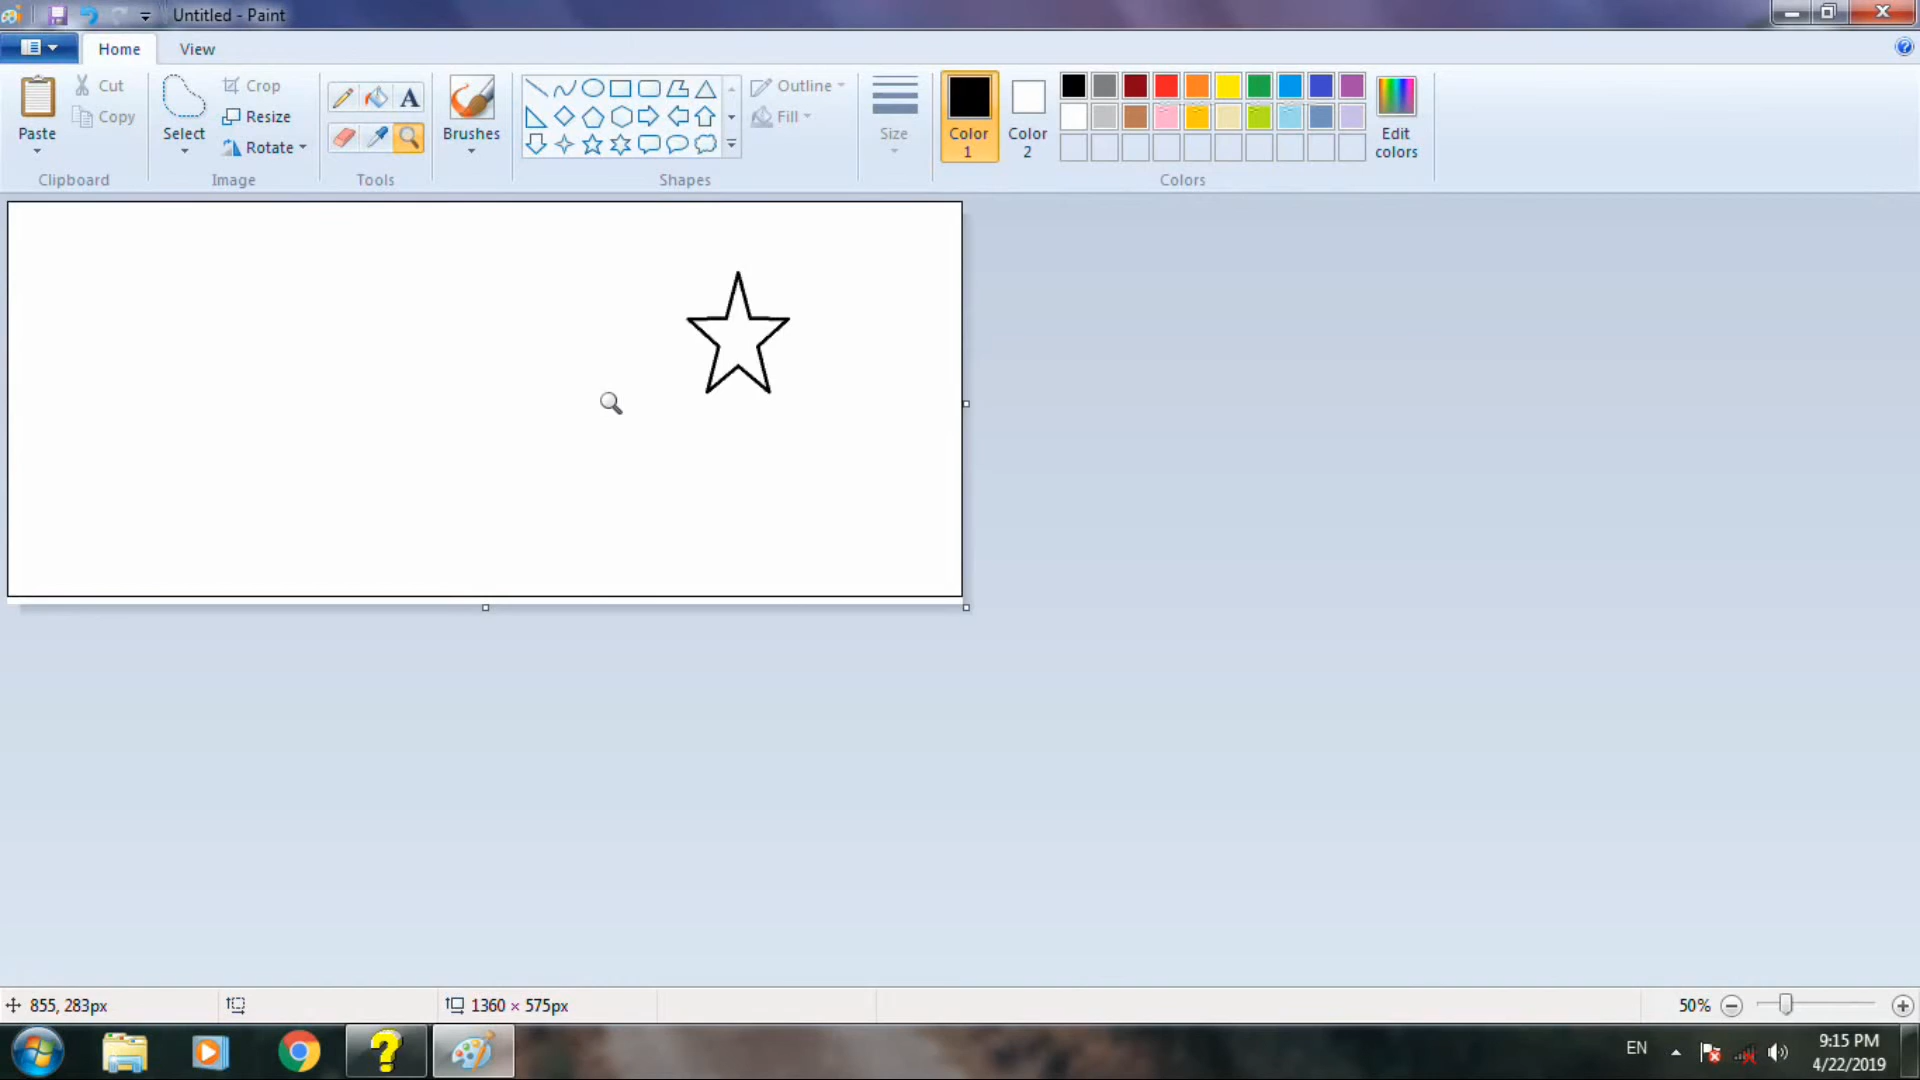 Untitled - Paint
Home View
Paste
Cut
Copy
Clipboard
Select
Crop
Resize
Rotate
Image
A
Tools
Brushes
Shapes
Outline
Fill
Size
Color 1
Color 2
Colors
Edit colors
855, 283px
1360 × 575px
50%
EN
9:15 PM
4/22/2019